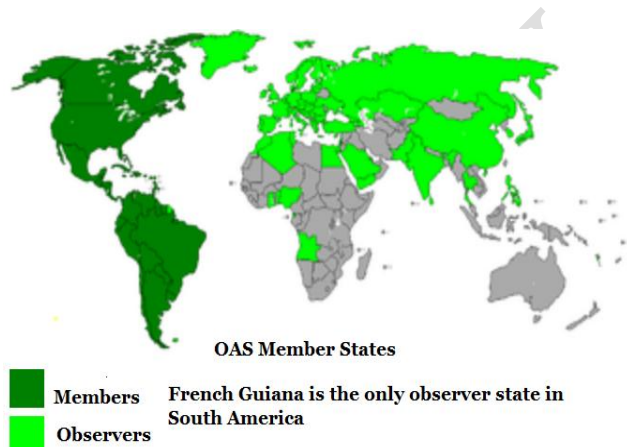 OAS Member States
Members
Observers
French Guiana is the only observer state in
South America